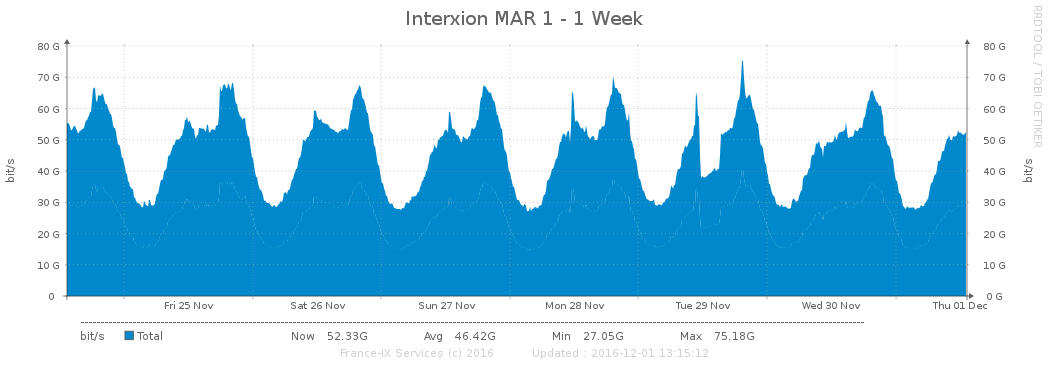 Interxion MAR 1 - 1 Week
RRDTOOL / TOBI OETIKER
bit/s
80 G 80 G
70 G 70 G
60 G 60 G
50 G 50 G
40 G 40 G
30 G 30 G
20 G 20 G
10 G 10 G
0 0 G
bit/s
Fri 25 Nov Sat 26 Nov Sun 27 Nov Mon 28 Nov Tue 29 Nov Wed 30 Nov Thu 01 Dec
bit/s Total Now 52.33G Avg 46.42G Min 27.05G Max 75.18G
France-IX Services (c) 2016 Updated : 2016-12-01 13:15:12